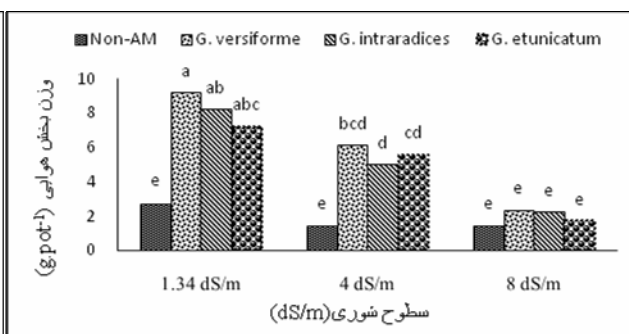 Non-AM G. versiforme G. intraradices G. etunicatum
وزن بخش هوایی (g.pot-1)
10
8
6
4
2
0
e a ab abc
e bcd d cd
e e e e
1.34 dS/m 4 dS/m 8 dS/m
سطوح شوری(dS/m)